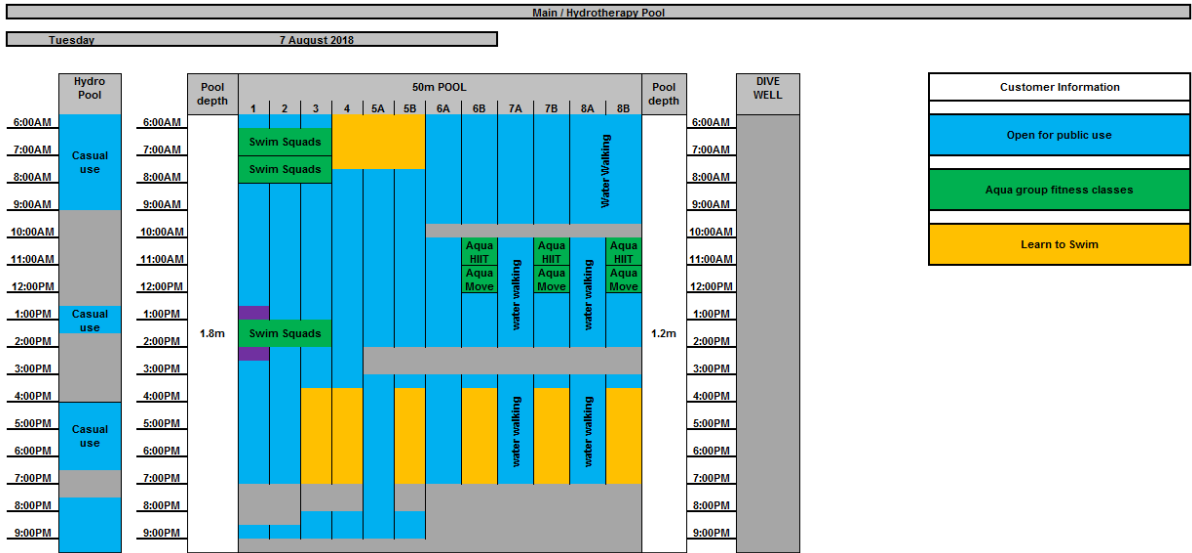 Main / Hydrotherapy Pool
Tuesday 7 August 2018
Hydro Pool
Pool depth
50m POOL
Pool depth
DIVE WELL
Customer Information
1 2 3 4 5A 5B 6A 6B 7A 7B 8A 8B
6:00AM 6:00AM 6:00AM
Open for public use
Swim Squads
7:00AM 7:00AM 7:00AM
Casual use
Water Walking
Swim Squads
8:00AM 8:00AM 8:00AM
Aqua group fitness classes
9:00AM 9:00AM 9:00AM
10:00AM 10:00AM 10:00AM
Learn to Swim
Aqua HIIT Aqua HIIT Aqua HIIT
11:00AM 11:00AM 11:00AM
Aqua Move Aqua Move Aqua Move
water walking water walking
12:00PM 12:00PM 12:00PM
1:00PM 1:00PM 1:00PM
Casual use
1.8m Swim Squads 1.2m
2:00PM 2:00PM 2:00PM
3:00PM 3:00PM 3:00PM
4:00PM 4:00PM 4:00PM
5:00PM 5:00PM 5:00PM
Casual use
water walking water walking
6:00PM 6:00PM 6:00PM
7:00PM 7:00PM 7:00PM
8:00PM 8:00PM 8:00PM
9:00PM 9:00PM 9:00PM